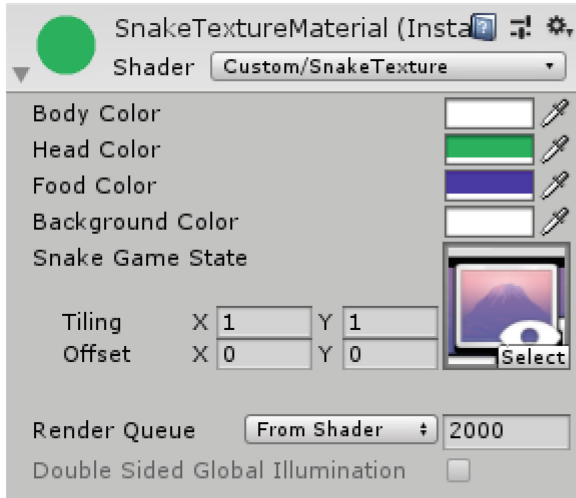 SnakeTextureMaterial (Insta
Shader Custom/SnakeTexture
Body Color
Head Color
Food Color
Background Color
Snake Game State
Tiling X 1 Y 1
Offset X 0 Y 0
Select
Render Queue From Shader 2000
Double Sided Global Illumination